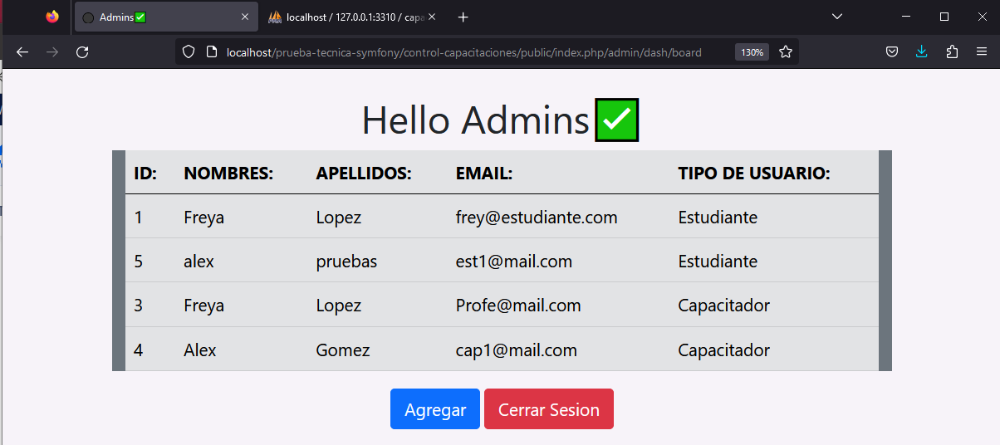 Admins✅
localhost / 127.0.0.1:3310 / capa
localhost/prueba-tecnica-symfony/control-capacitaciones/public/index.php/admin/dash/board
130%
Hello Admins✅
ID: NOMBRES: APELLIDOS: EMAIL: TIPO DE USUARIO:
1 Freya Lopez frey@estudiante.com Estudiante
5 alex pruebas est1@mail.com Estudiante
3 Freya Lopez Profe@mail.com Capacitador
4 Alex Gomez cap1@mail.com Capacitador
Agregar Cerrar Sesion